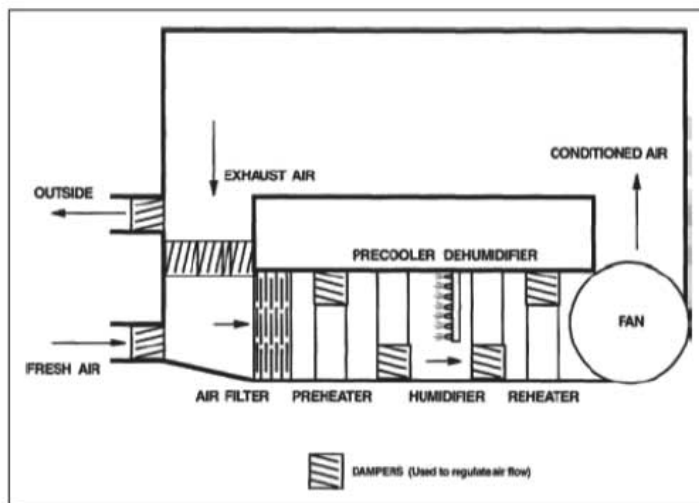 EXHAUST AIR
CONDITIONED AIR
OUTSIDE
PRECOOLER DEHUMIDIFIER
FAN
FRESH AIR
AIR FILTER
PREHEATER
HUMIDIFIER
REHEATER
DAMPERS (Used to regulate air flow)